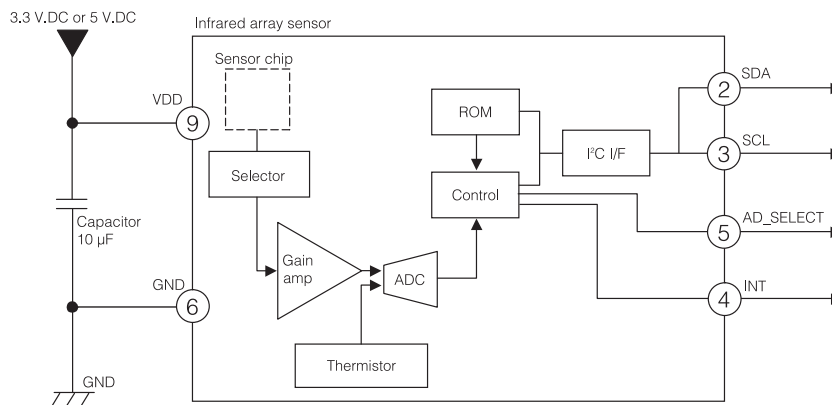 3.3 V.DC or 5 V.DC
Infrared array sensor
Sensor chip
SDA
2
VDD
9
ROM
SCL
3
I²C I/F
Selector
Control
Capacitor
10 µF
AD_SELECT
5
Gain
amp
ADC
GND
6
INT
4
Thermistor
GND